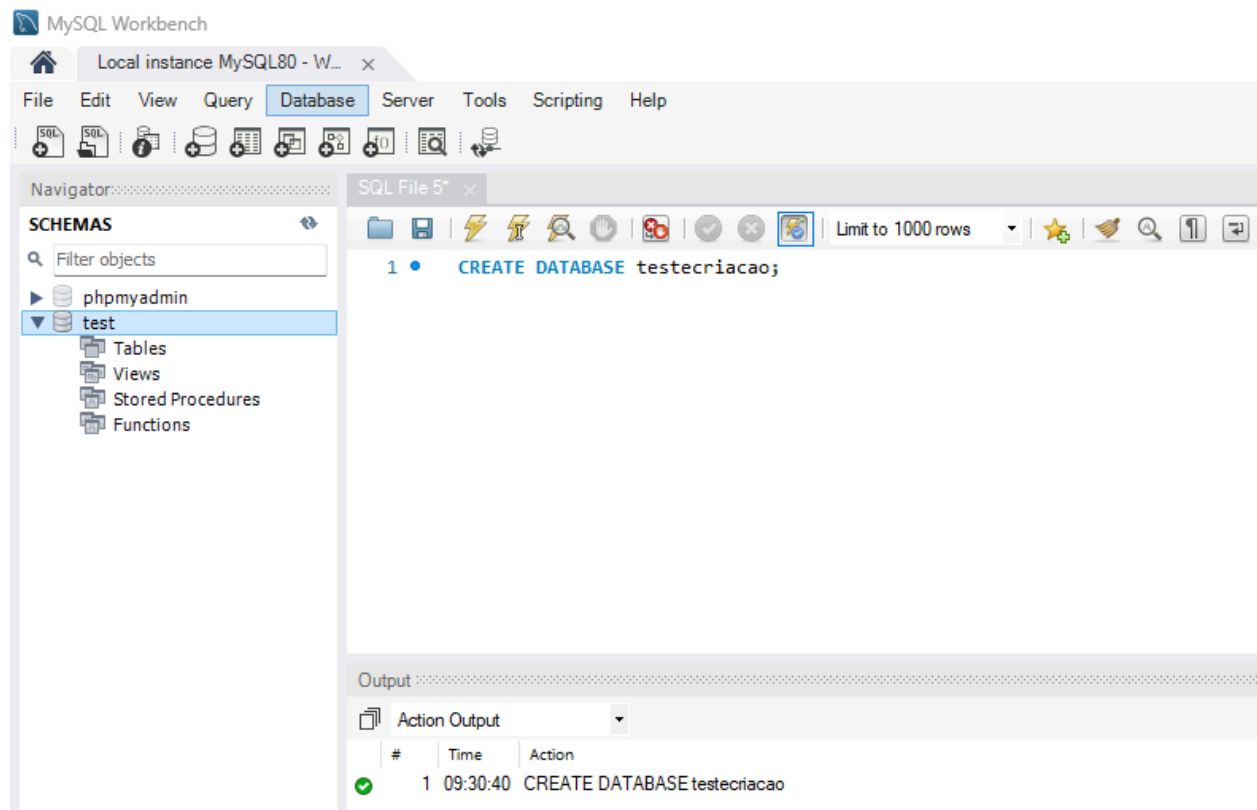 MySQL Workbench
Local instance MySQL80 - W... ×
File Edit View Query Database Server Tools Scripting Help
Navigator
SQL File 5* ×
SCHEMAS
Limit to 1000 rows
Filter objects
1 CREATE DATABASE testecriacao;
phpmyadmin
test
Tables
Views
Stored Procedures
Functions
Output
Action Output
# Time Action
1 09:30:40 CREATE DATABASE testecriacao